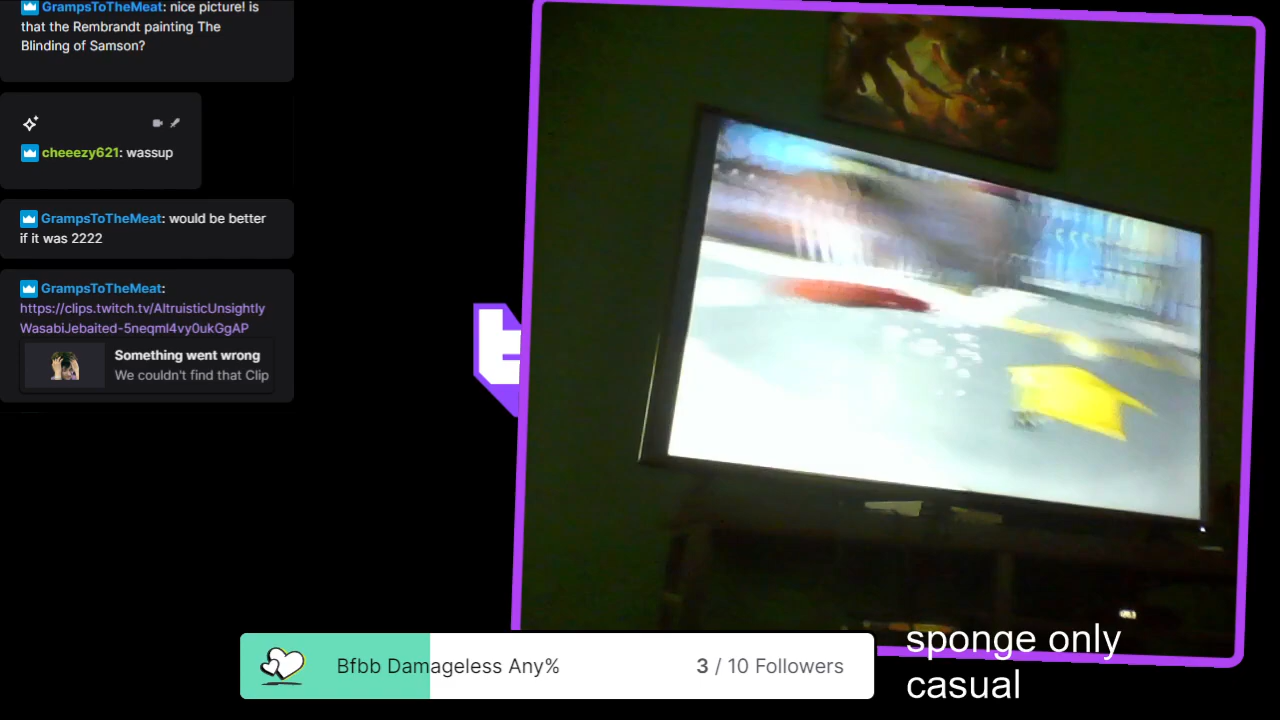 GrampsToTheMeat: nice picture! is
that the Rembrandt painting The
Blinding of Samson?
cheeezy621: wassup
GrampsToTheMeat: would be better
if it was 2222
GrampsToTheMeat:
https://clips.twitch.tv/AltruisticUnsightly
WasabiJebaited-5neqml4vy0ukGgAP
Something went wrong
We couldn't find that Clip
Bfbb Damageless Any%
3 / 10 Followers
sponge only
casual